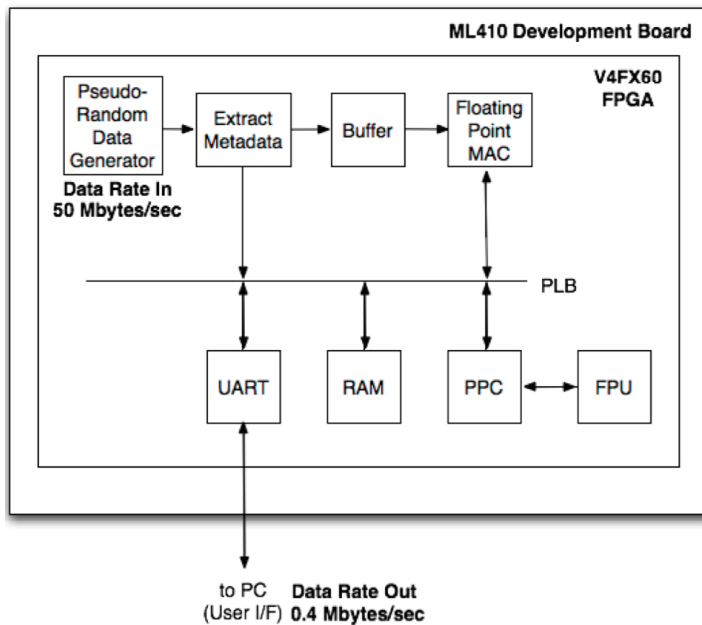 ML410 Development Board
V4FX60
FPGA
Pseudo-
Random
Data
Generator
Extract
Metadata
Buffer
Floating
Point
MAC
Data Rate In
50 Mbytes/sec
PLB
UART
RAM
PPC
FPU
to PC
(User I/F)
Data Rate Out
0.4 Mbytes/sec